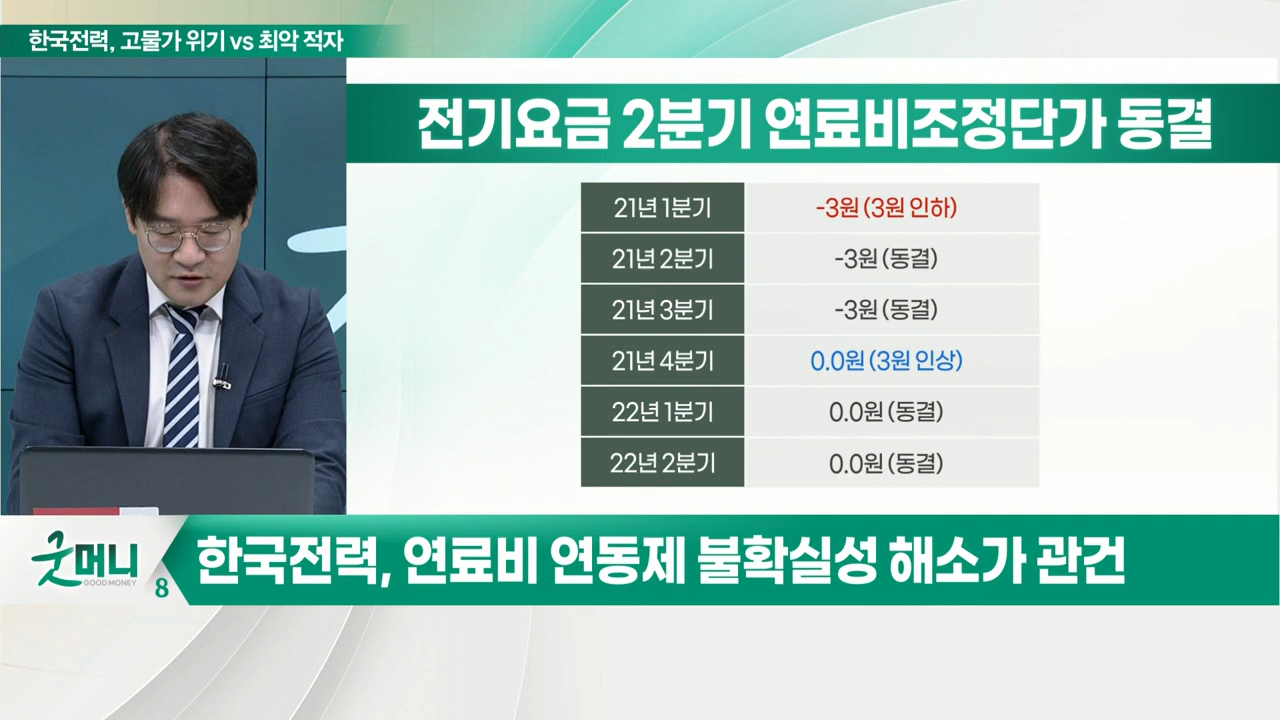 한국전력, 고물가 위기 vs 최악 적자
전기요금 2분기 연료비조정단가 동결
21년 1분기 -3원 (3원 인하)
21년 2분기 -3원 (동결)
21년 3분기 -3원 (동결)
21년 4분기 0.0원 (3원 인상)
22년 1분기 0.0원 (동결)
22년 2분기 0.0원 (동결)
굿머니
GOOD MONEY
8
한국전력, 연료비 연동제 불확실성 해소가 관건